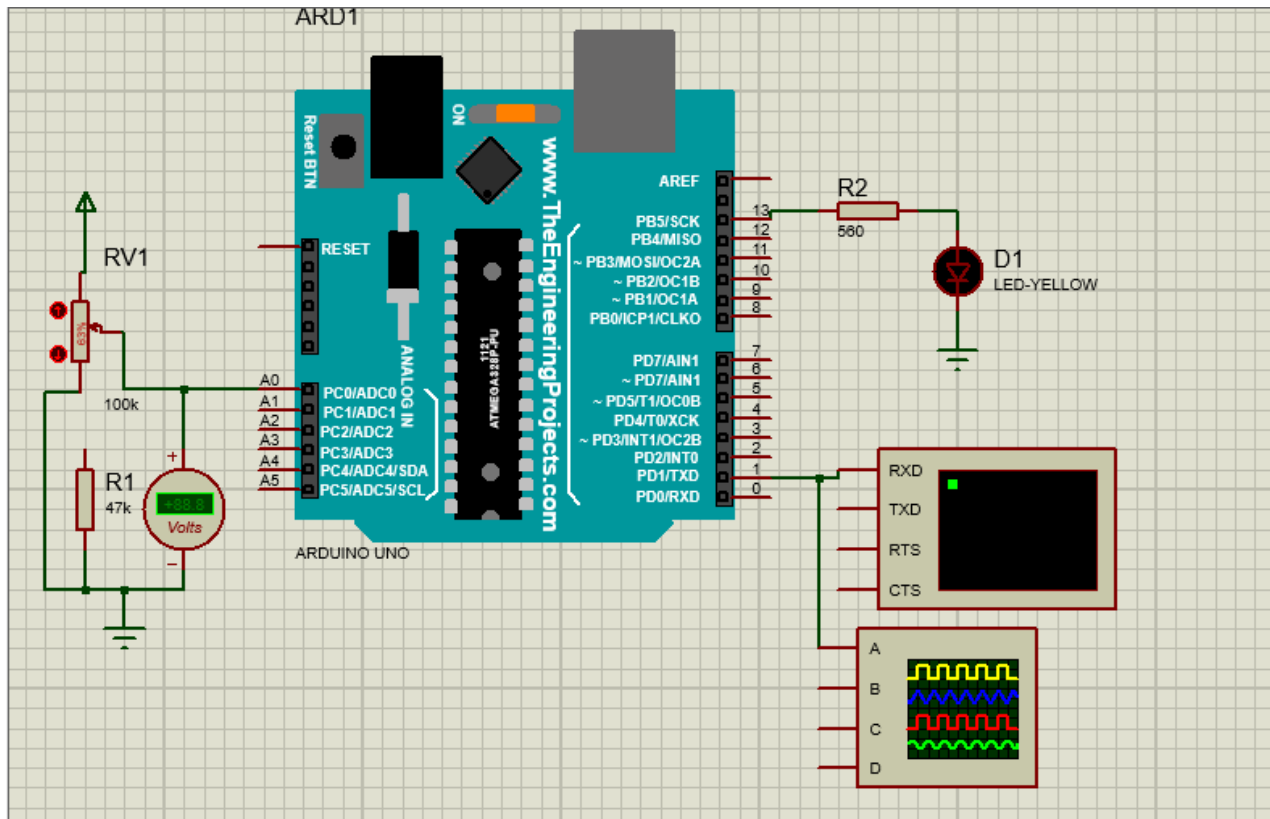 ARD1
Reset BTN
ON
www.TheEngineeringProjects.com
RESET
ANALOG IN
1121
ATMEGA328P-PU
AREF
PB5/SCK
PB4/MISO
~ PB3/MOSI/OC2A
~ PB2/OC1B
~ PB1/OC1A
PB0/ICP1/CLKO
PD7/AIN1
~ PD7/AIN1
~ PD5/T1/OC0B
PD4/T0/XCK
~ PD3/INT1/OC2B
PD2/INT0
PD1/TXD
PD0/RXD
13
12
11
10
9
8
7
6
5
4
3
2
1
0
RV1
63%
100k
A0
A1
A2
A3
A4
A5
PC0/ADC0
PC1/ADC1
PC2/ADC2
PC3/ADC3
PC4/ADC4/SDA
PC5/ADC5/SCL
R1
47k
+
+88.8
Volts
−
ARDUINO UNO
R2
560
D1
LED-YELLOW
RXD
TXD
RTS
CTS
A
B
C
D